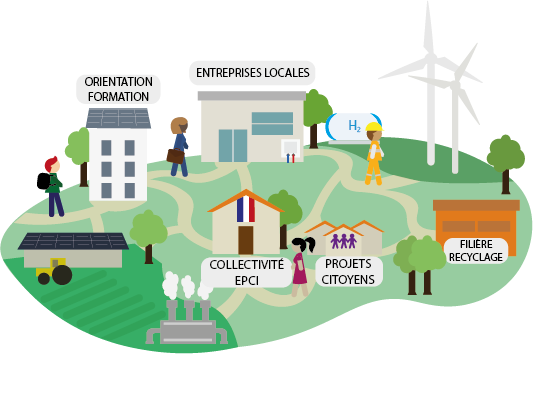 ENTREPRISES LOCALES
ORIENTATION
FORMATION
H₂
FILIÈRE
RECYCLAGE
COLLECTIVITÉ
EPCI
PROJETS
CITOYENS